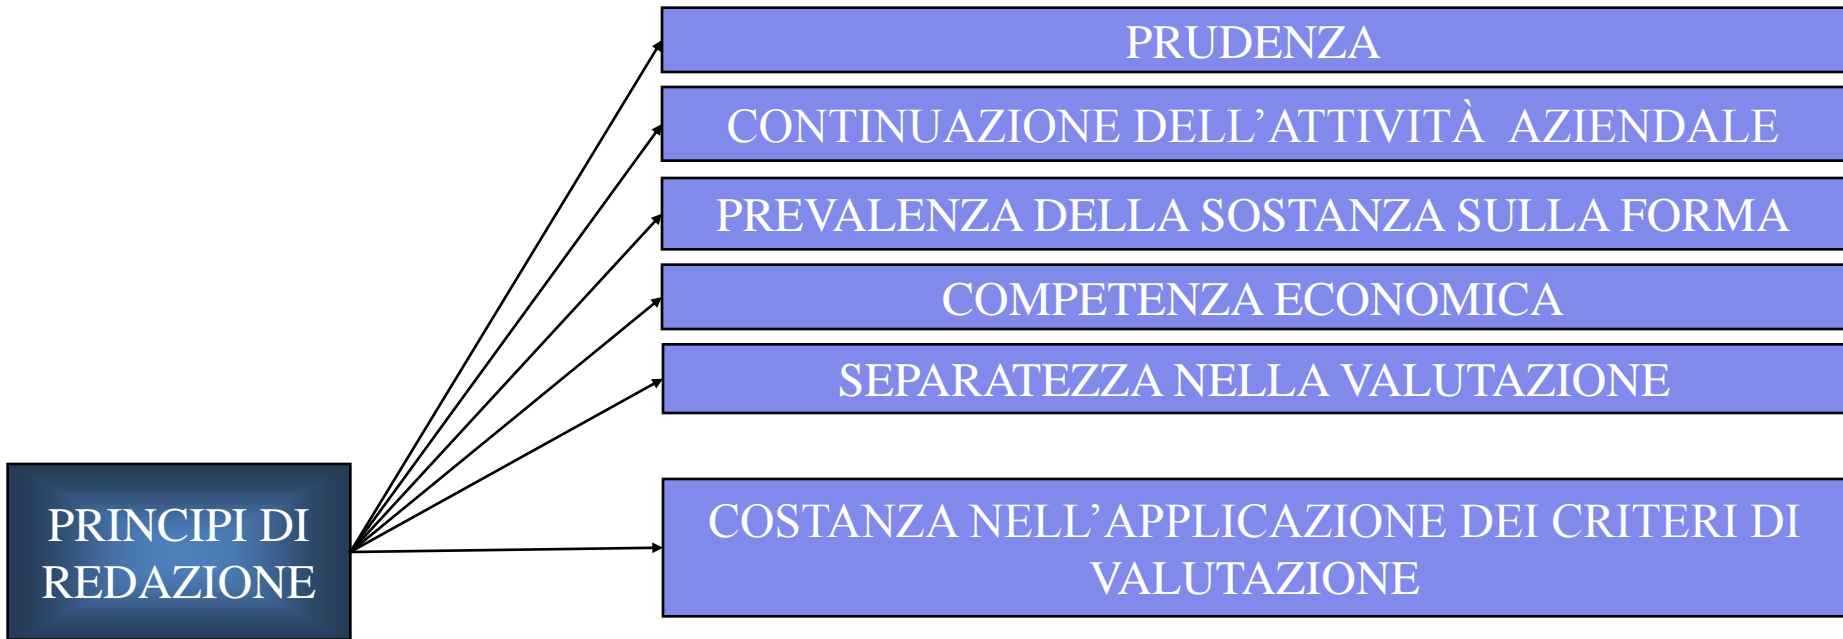 PRUDENZA
CONTINUAZIONE DELL’ATTIVITÀ AZIENDALE
PREVALENZA DELLA SOSTANZA SULLA FORMA
COMPETENZA ECONOMICA
SEPARATEZZA NELLA VALUTAZIONE
PRINCIPI DI
REDAZIONE
COSTANZA NELL’APPLICAZIONE DEI CRITERI DI
VALUTAZIONE